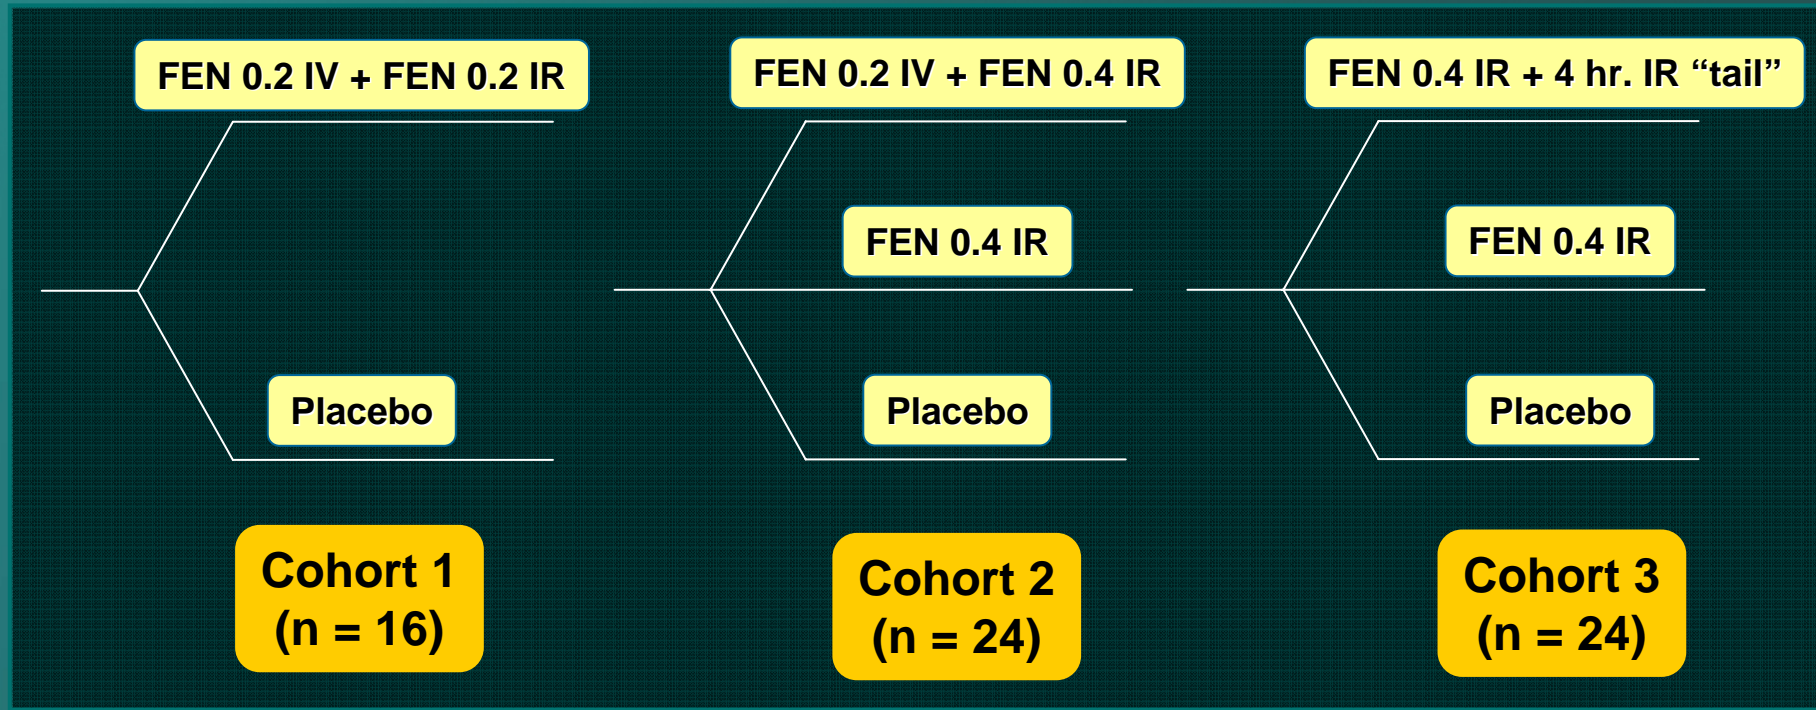 FEN 0.2 IV + FEN 0.2 IR
Placebo
Cohort 1
(n = 16)
FEN 0.2 IV + FEN 0.4 IR
FEN 0.4 IR
Placebo
Cohort 2
(n = 24)
FEN 0.4 IR + 4 hr. IR “tail”
FEN 0.4 IR
Placebo
Cohort 3
(n = 24)